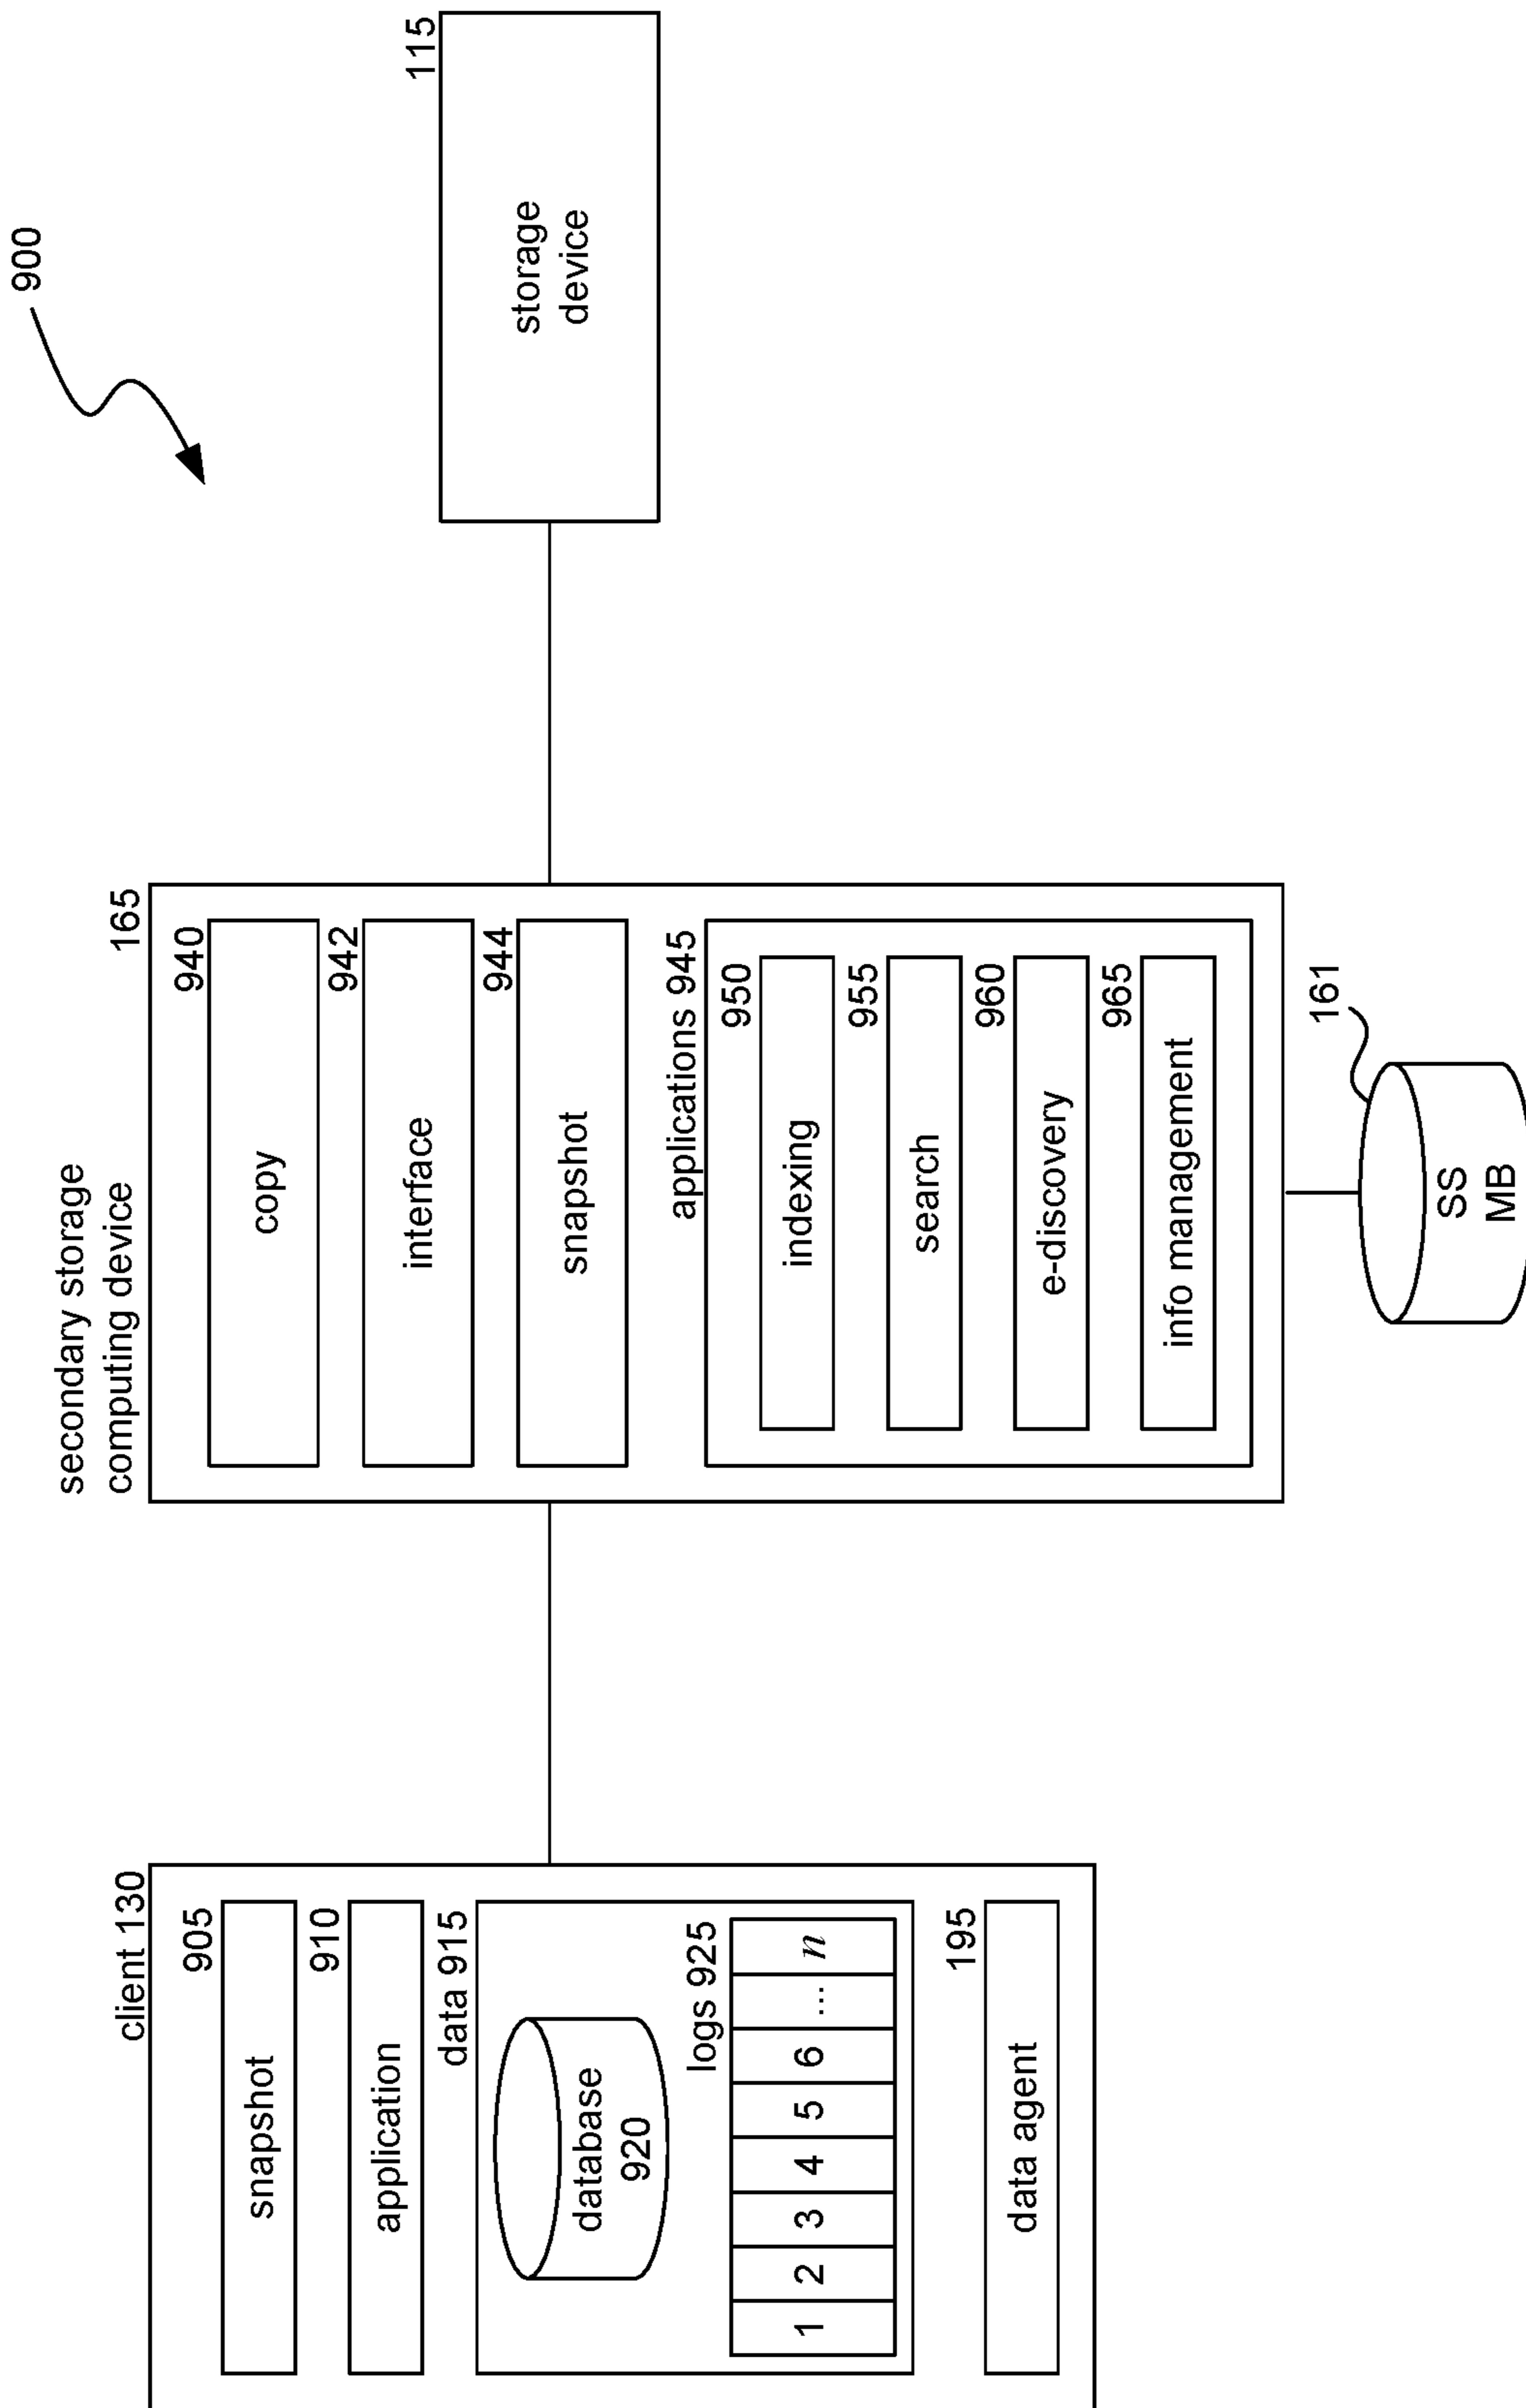 900
client 130
snapshot
905
application
910
data 915
database
920
logs 925
1 2 3 4 5 6 ... n
data agent
195
secondary storage
computing device
165
copy
940
interface
942
snapshot
944
applications 945
indexing
950
search
955
e-discovery
960
info management
965
161
SS
MB
115
storage
device